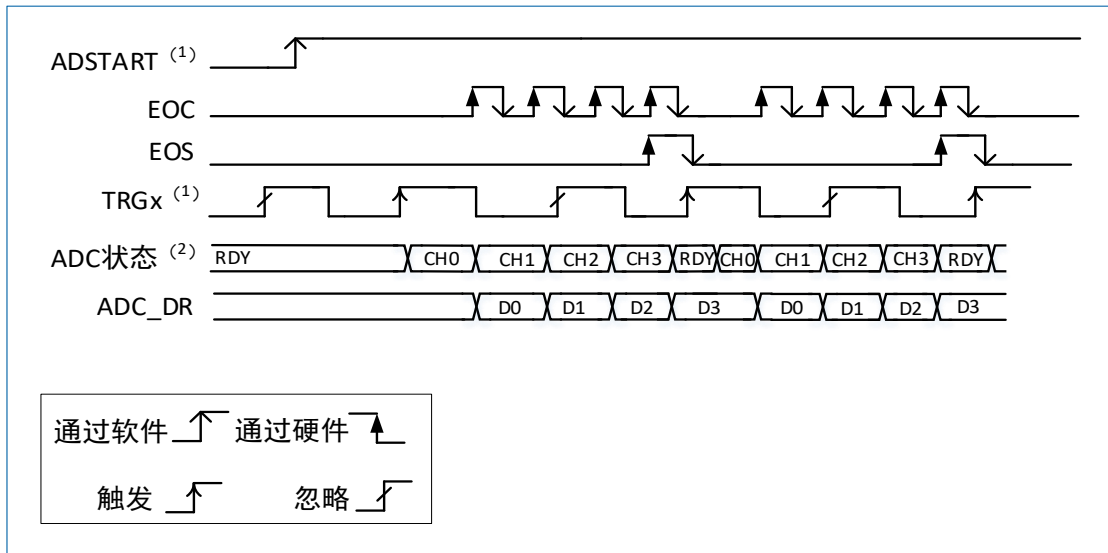 ADSTART（1）
EOC
EOS
TRGx（1）
ADC状态（2） RDY CH0 CH1 CH2 CH3 RDY CH0 CH1 CH2 CH3 RDY
ADC_DR D0 D1 D2 D3 D0 D1 D2 D3
通过软件 通过硬件
触发 忽略